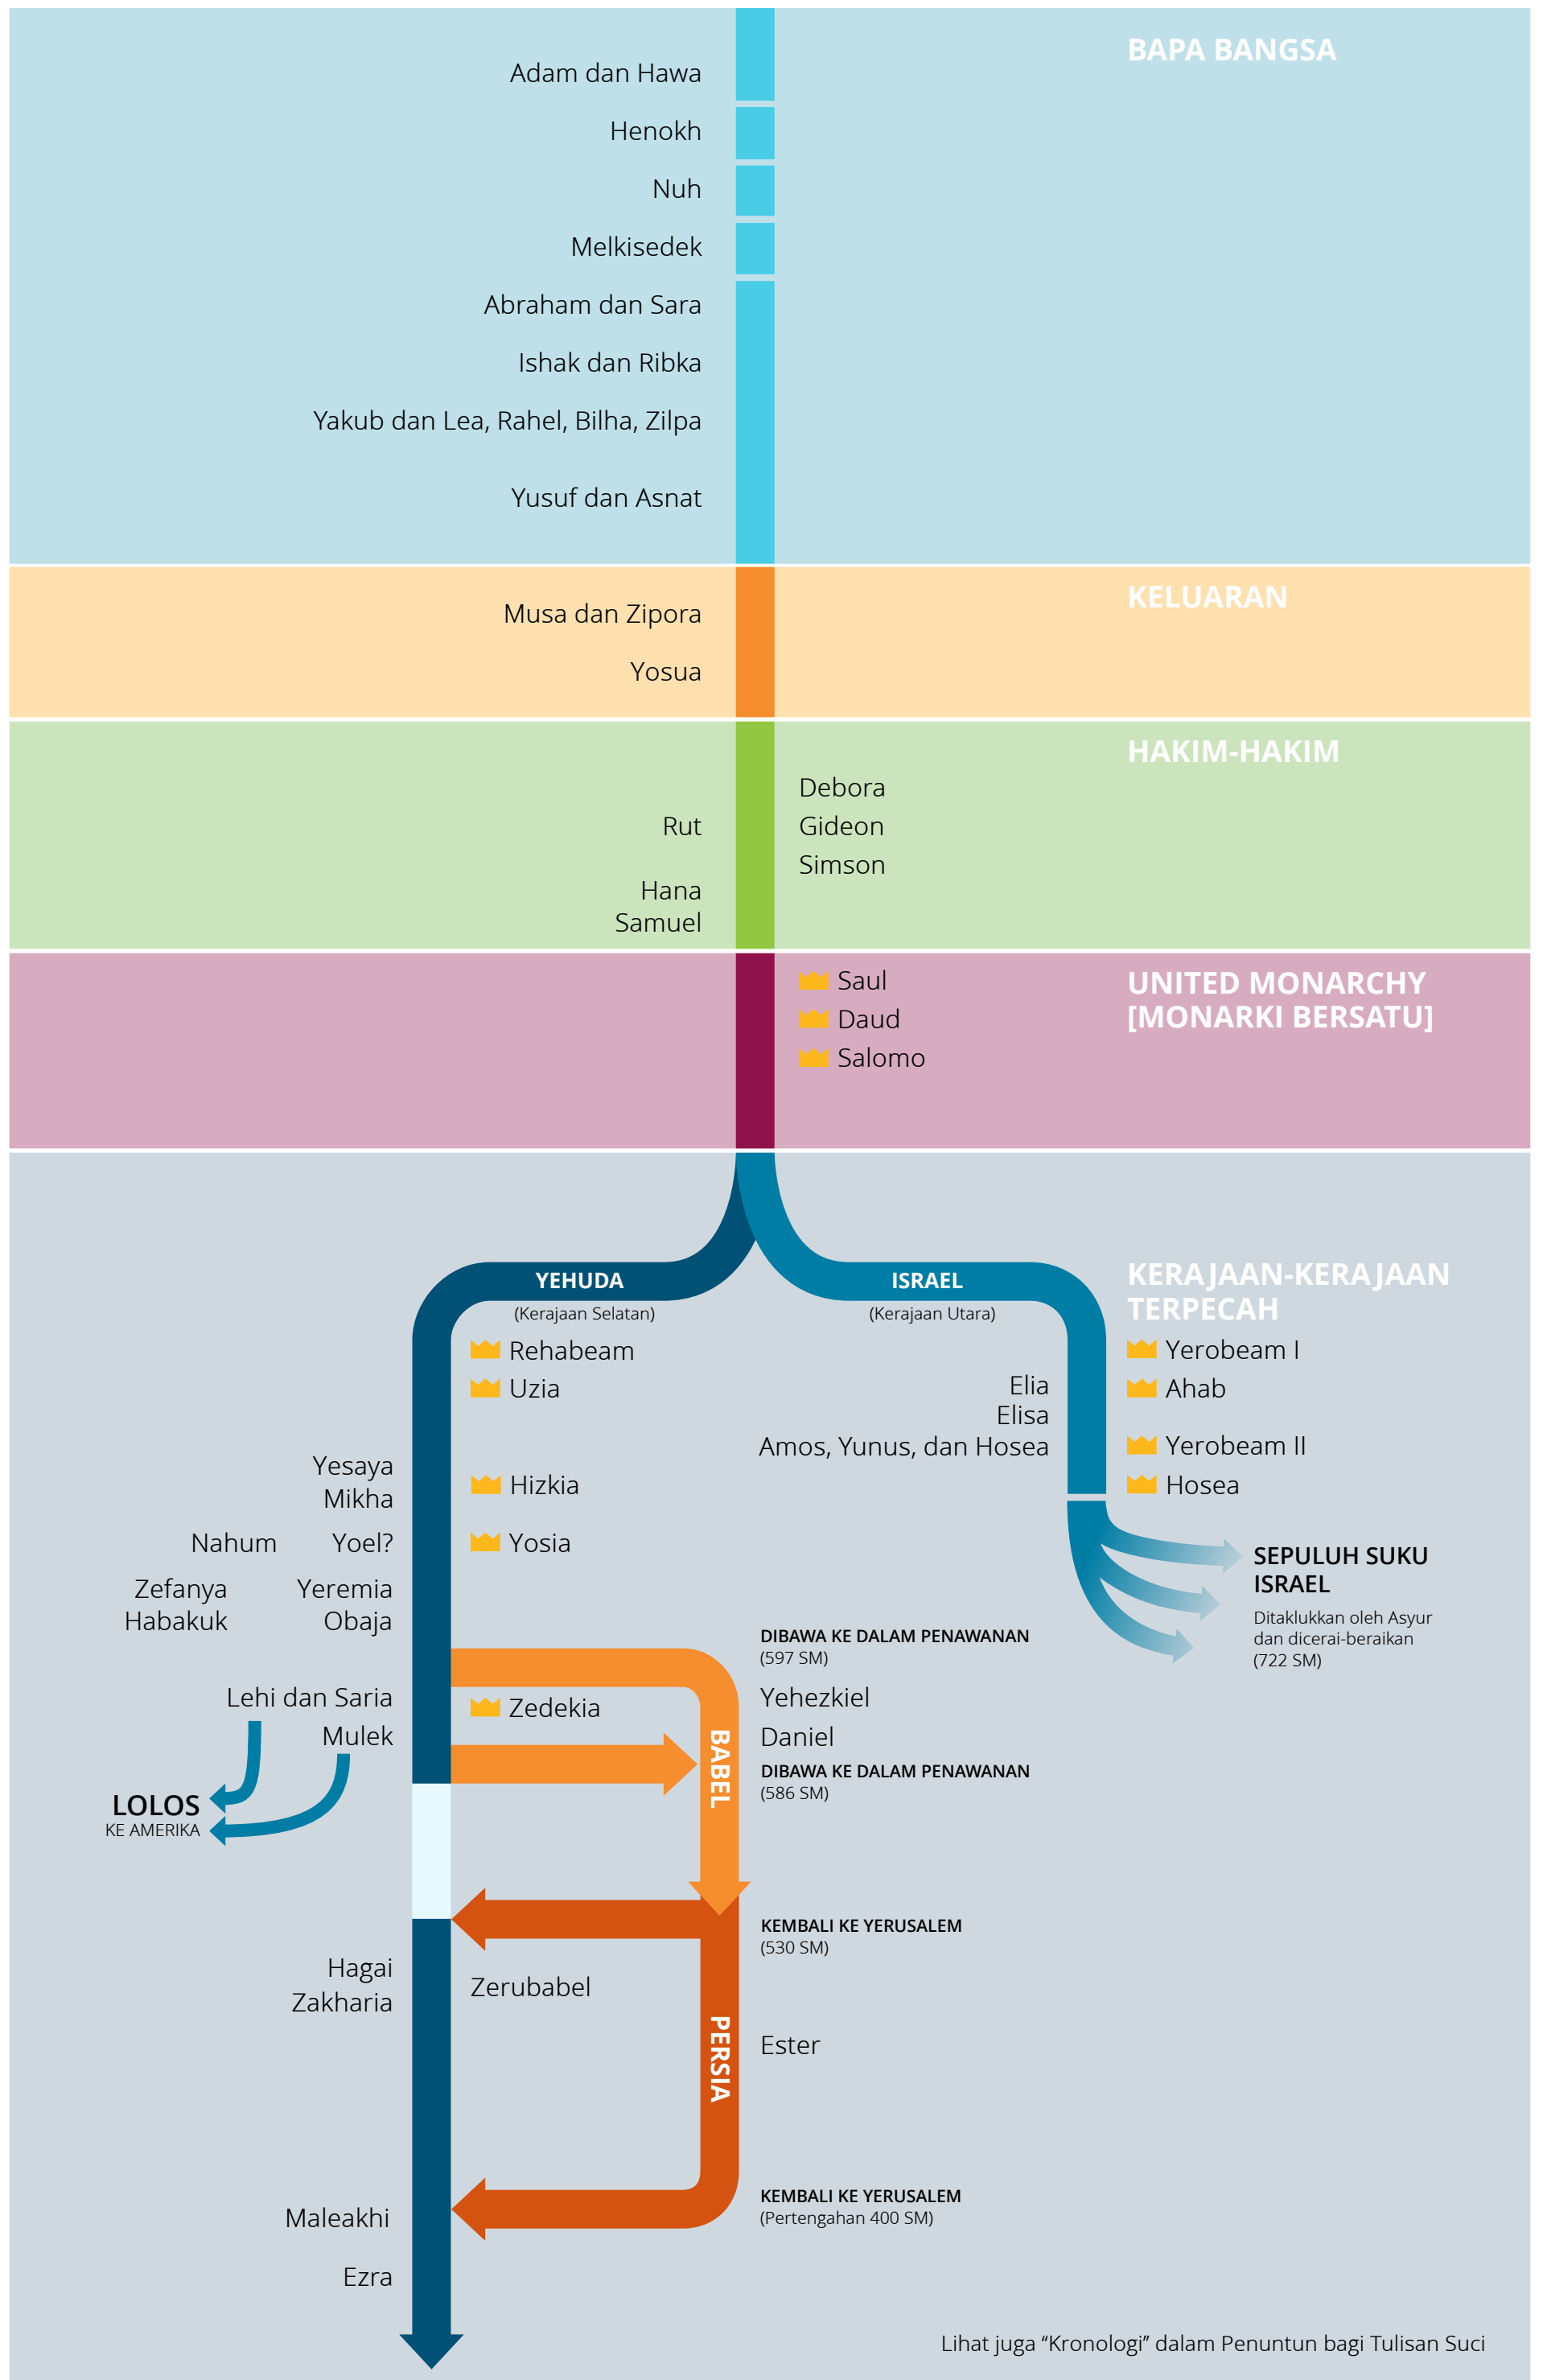 BAPA BANGSA
Adam dan Hawa
Henokh
Nuh
Melkisedek
Abraham dan Sara
Ishak dan Ribka
Yakub dan Lea, Rahel, Bilha, Zilpa
Yusuf dan Asnat
KELUARAN
Musa dan Zipora
Yosua
HAKIM-HAKIM
Debora
Rut
Gideon
Simson
Hana
Samuel
UNITED MONARCHY
[MONARKI BERSATU]
Saul
Daud
Salomo
KERAJAAN-KERAJAAN
TERPECAH
YEHUDA
(Kerajaan Selatan)
ISRAEL
(Kerajaan Utara)
Rehabeam
Uzia
Elia
Elisa
Amos, Yunus, dan Hosea
Yerobeam I
Ahab
Yerobeam II
Hosea
Yesaya
Mikha
Hizkia
Nahum
Yoel?
Yosia
Zefanya
Habakuk
Yeremia
Obaja
SEPULUH SUKU
ISRAEL
Ditaklukkan oleh Asyur
dan dicerai-beraikan
(722 SM)
DIBAWA KE DALAM PENAWANAN
(597 SM)
Lehi dan Saria
Mulek
Zedekia
BABEL
Yehezkiel
Daniel
DIBAWA KE DALAM PENAWANAN
(586 SM)
LOLOS
KE AMERIKA
KEMBALI KE YERUSALEM
(530 SM)
Hagai
Zakharia
Zerubabel
PERSIA
Ester
KEMBALI KE YERUSALEM
(Pertengahan 400 SM)
Maleakhi
Ezra
Lihat juga “Kronologi” dalam Penuntun bagi Tulisan Suci